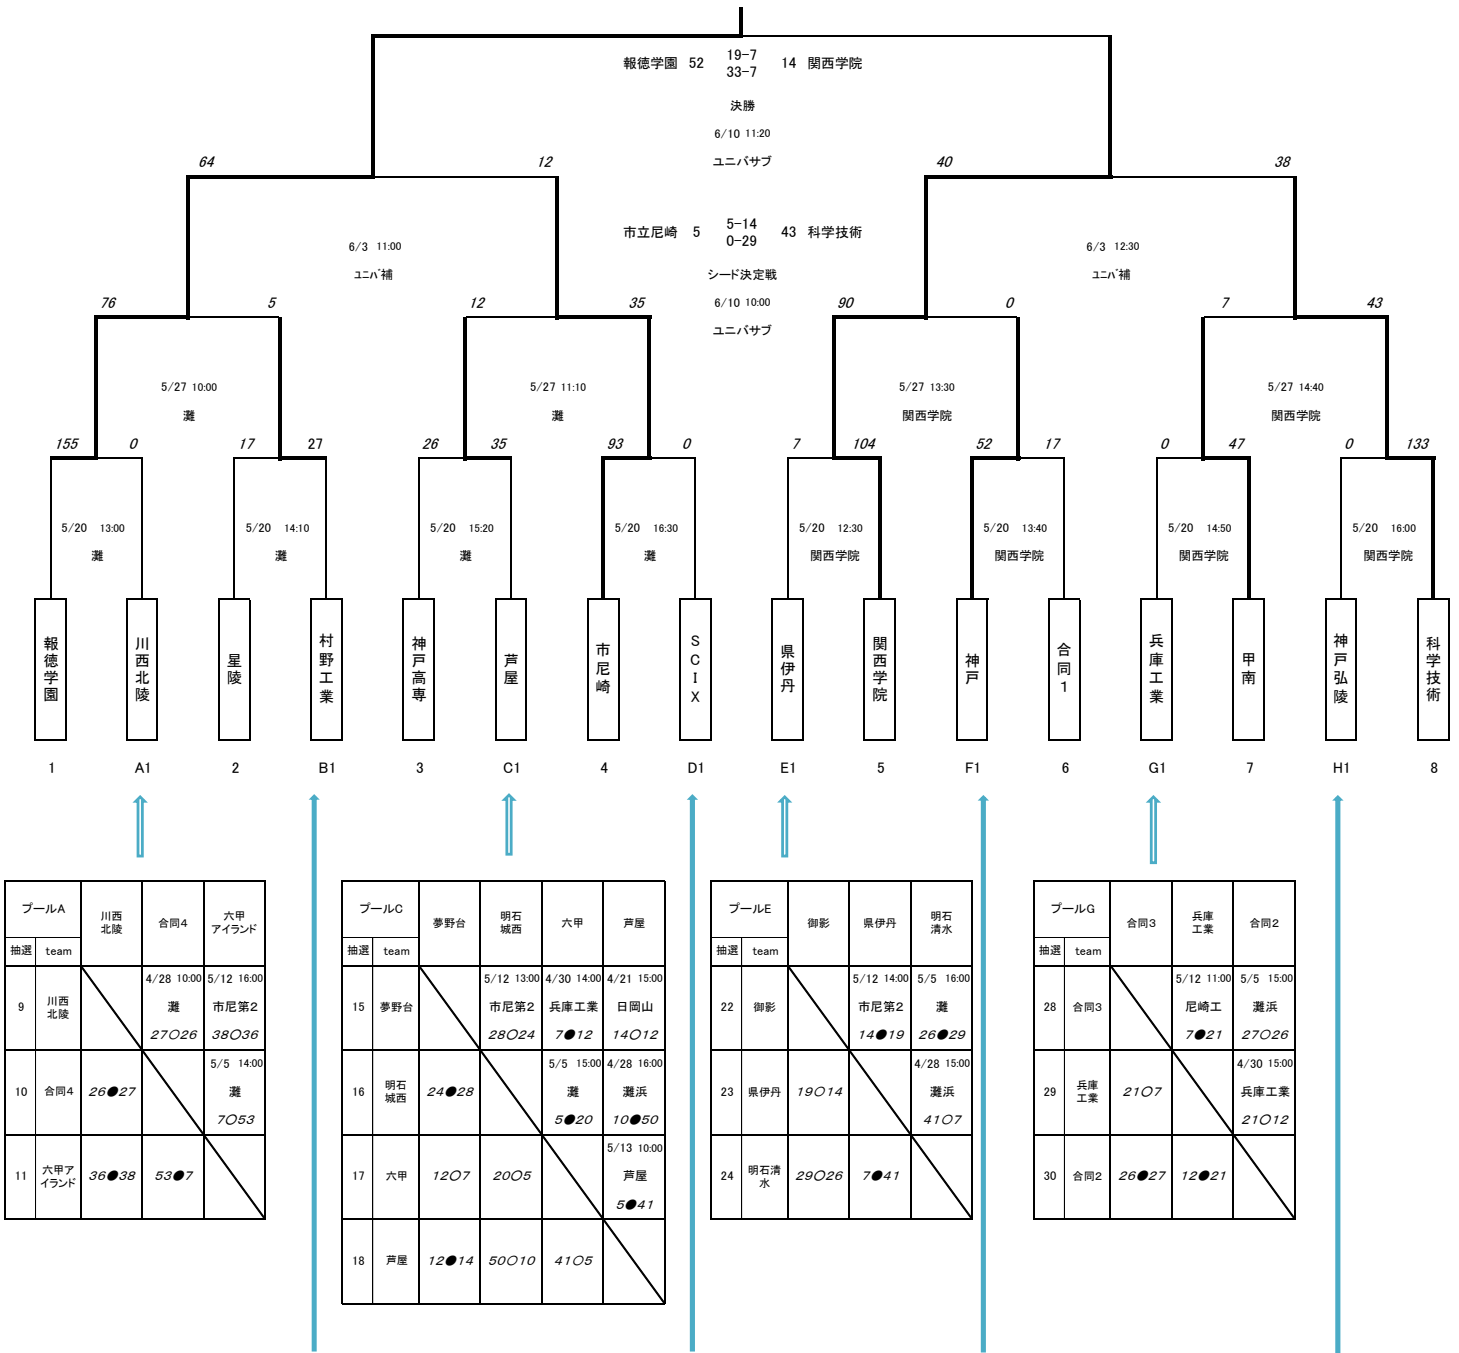 報徳学園 52 19-7 14 関西学院
33-7
決勝
6/10 11:20
ユニバサブ
64 12 40 38
市立尼崎 5 5-14 43 科学技術
0-29
シード決定戦
6/10 10:00
ユニバサブ
6/3 11:00 6/3 12:30
ユニバ補 ユニバ補
76 5 12 35 90 0 7 43
5/27 10:00 5/27 11:10 5/27 13:30 5/27 14:40
灘 灘 関西学院 関西学院
155 0 17 27 26 35 93 0 7 104 52 17 0 47 0 133
5/20 13:00 5/20 14:10 5/20 15:20 5/20 16:30 5/20 12:30 5/20 13:40 5/20 14:50 5/20 16:00
灘 灘 灘 灘 関西学院 関西学院 関西学院 関西学院
報徳学園
川西北陵
星陵
村野工業
神戸高専
芦屋
市尼崎
SCIX
県伊丹
関西学院
神戸
合同1
兵庫工業
甲南
神戸弘陵
科学技術
1 A1 2 B1 3 C1 4 D1 E1 5 F1 6 G1 7 H1 8
プールA 川西北陵 合同4 六甲アイランド
抽選 team
4/28 10:00 5/12 16:00
9 川西北陵 灘 市尼第2
27○26 38○36
5/5 14:00
10 合同4 26●27 灘
7○53
11 六甲アイランド 36●38 53●7
プールC 夢野台 明石城西 六甲 芦屋
抽選 team
5/12 13:00 4/30 14:00 4/21 15:00
15 夢野台 市尼第2 兵庫工業 日岡山
28○24 7●12 14○12
5/5 15:00 4/28 16:00
16 明石城西 24●28 灘 灘浜
5●20 10●50
5/13 10:00
17 六甲 12○7 20○5 芦屋
5●41
18 芦屋 12●14 50○10 41○5
プールE 御影 県伊丹 明石清水
抽選 team
5/12 14:00 5/5 16:00
22 御影 市尼第2 灘
14●19 26●29
4/28 15:00
23 県伊丹 19○14 灘浜
41○7
24 明石清水 29○26 7●41
プールG 合同3 兵庫工業 合同2
抽選 team
5/12 11:00 5/5 15:00
28 合同3 尼崎工 灘浜
7●21 27○26
4/30 15:00
29 兵庫工業 21○7 兵庫工業
21○12
30 合同2 26●27 12●21